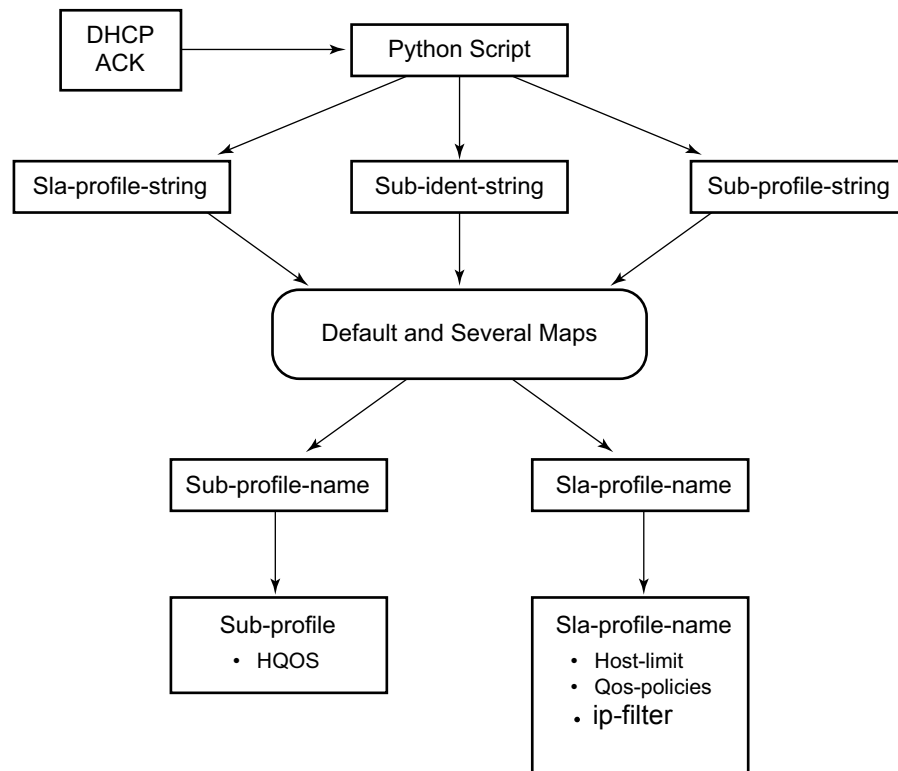 DHCP
ACK
Python Script
Sla-profile-string
Sub-ident-string
Sub-profile-string
Default and Several Maps
Sub-profile-name
Sla-profile-name
Sub-profile
• HQOS
Sla-profile-name
• Host-limit
• Qos-policies
• ip-filter